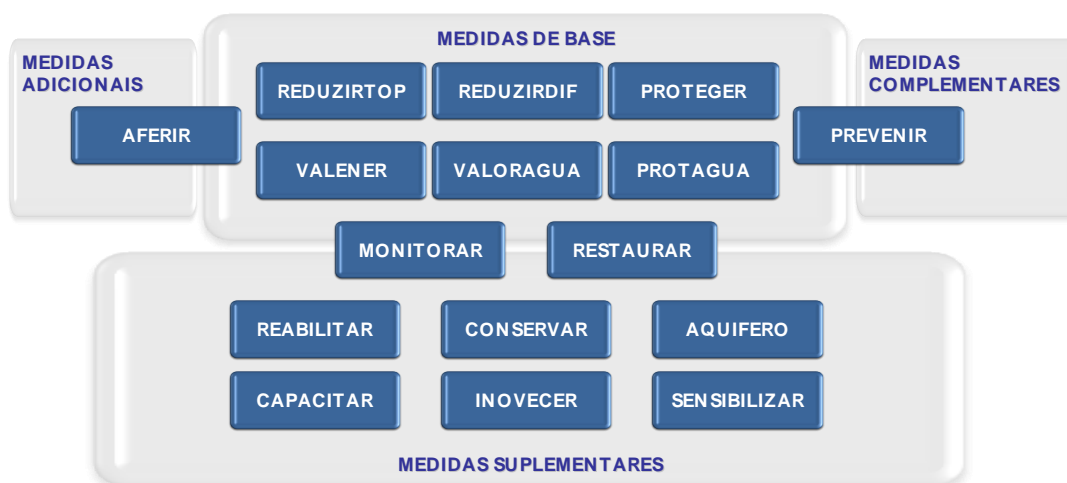 MEDIDAS DE BASE
MEDIDAS
ADICIONAIS
MEDIDAS
COMPLEMENTARES
REDUZIRTOP
REDUZIRDIF
PROTEGER
AFERIR
PREVENIR
VALENER
VALORAGUA
PROTAGUA
MONITORAR
RESTAURAR
REABILITAR
CONSERVAR
AQUIFERO
CAPACITAR
INOVECER
SENSIBILIZAR
MEDIDAS SUPLEMENTARES